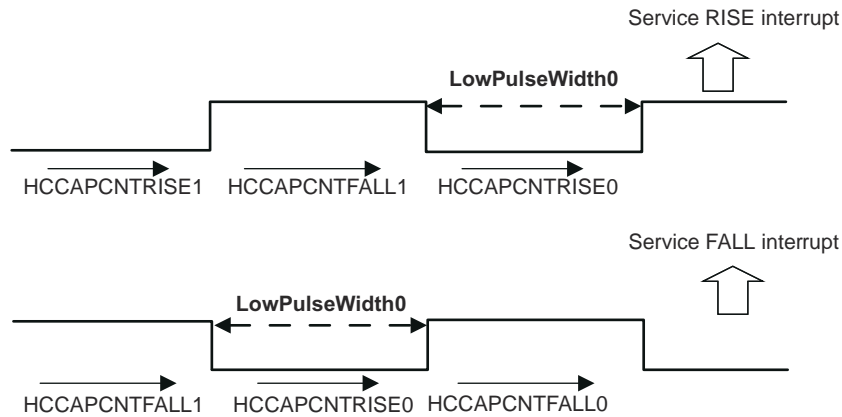 Service RISE interrupt
LowPulseWidth0
HCCAPCNTRISE1 HCCAPCNTFALL1 HCCAPCNTRISE0
Service FALL interrupt
LowPulseWidth0
HCCAPCNTFALL1 HCCAPCNTRISE0 HCCAPCNTFALL0